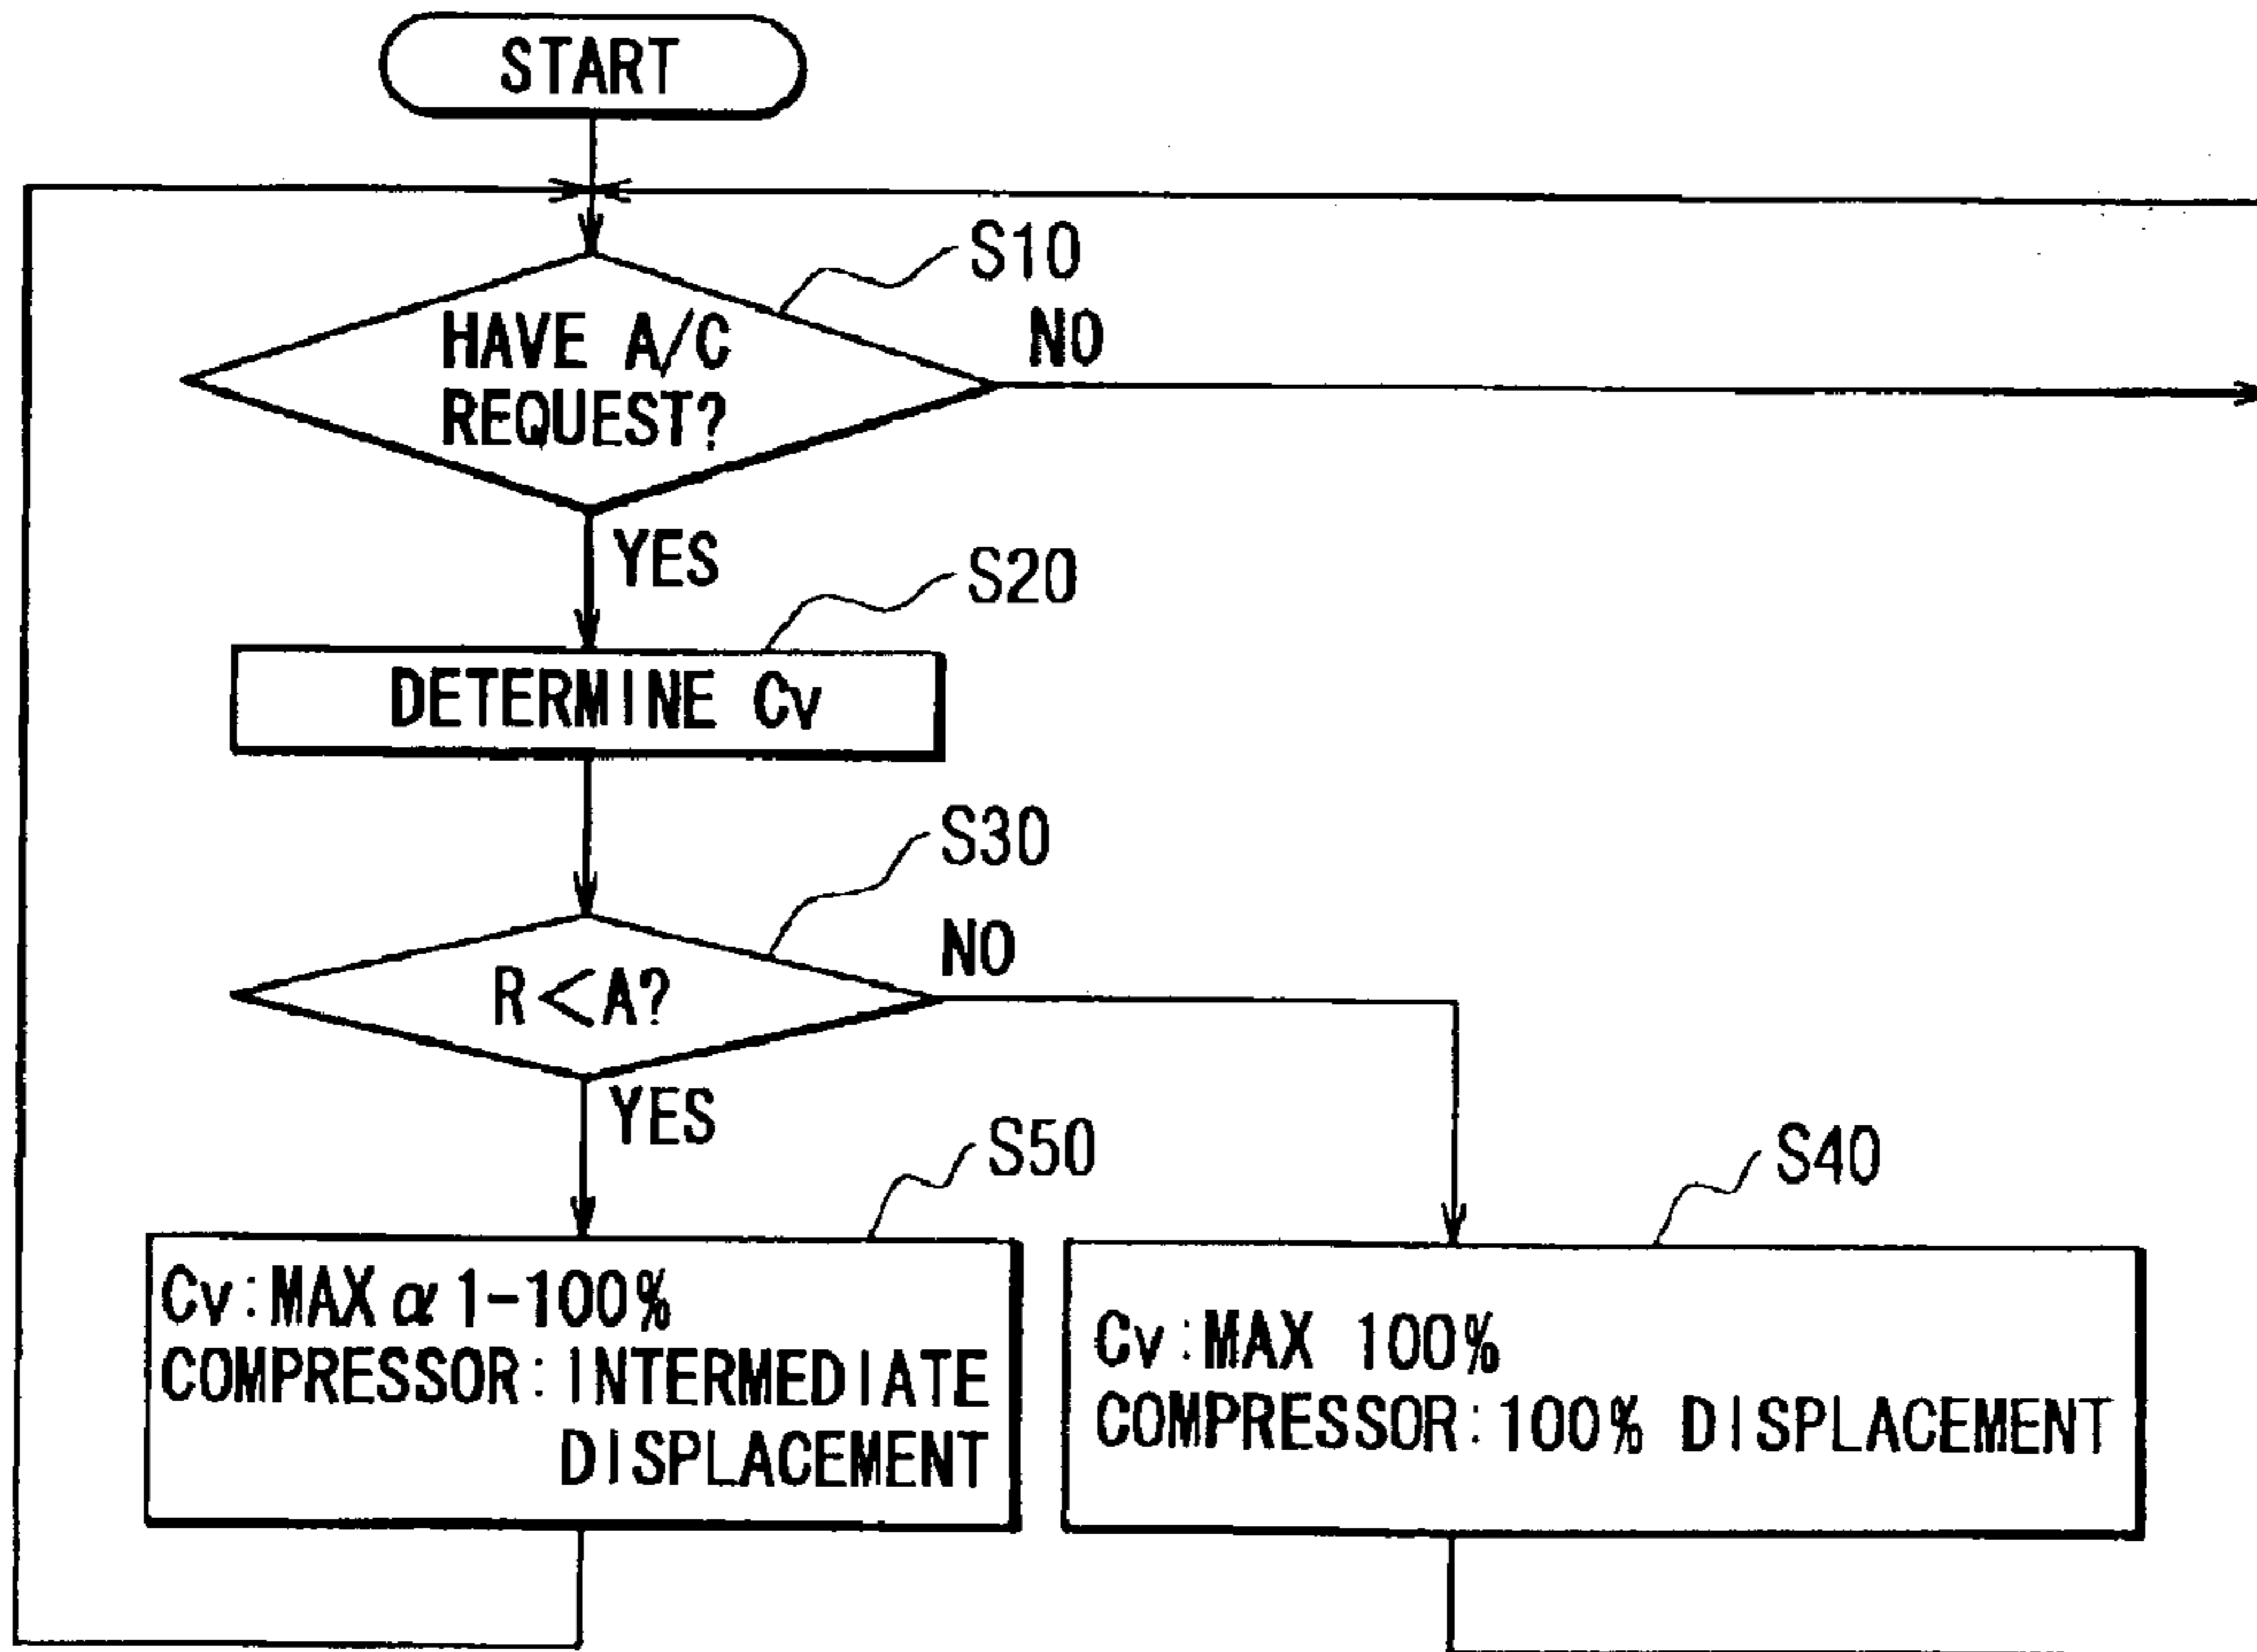 START
S10
HAVE A/C
REQUEST?
NO
YES
S20
DETERMINE Cv
S30
R<A?
NO
YES
S50
Cv:MAX α1-100%
COMPRESSOR:INTERMEDIATE
DISPLACEMENT
S40
Cv:MAX 100%
COMPRESSOR:100% DISPLACEMENT